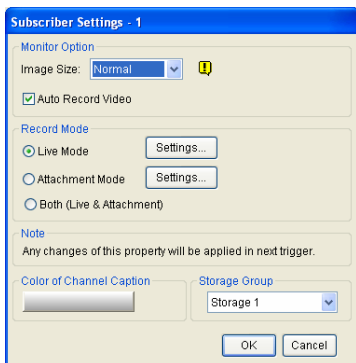 Subscriber Settings - 1
Monitor Option
Image Size: Normal
Auto Record Video
Record Mode
Live Mode Settings...
Attachment Mode Settings...
Both (Live & Attachment)
Note
Any changes of this property will be applied in next trigger.
Color of Channel Caption
Storage Group
Storage 1
OK Cancel